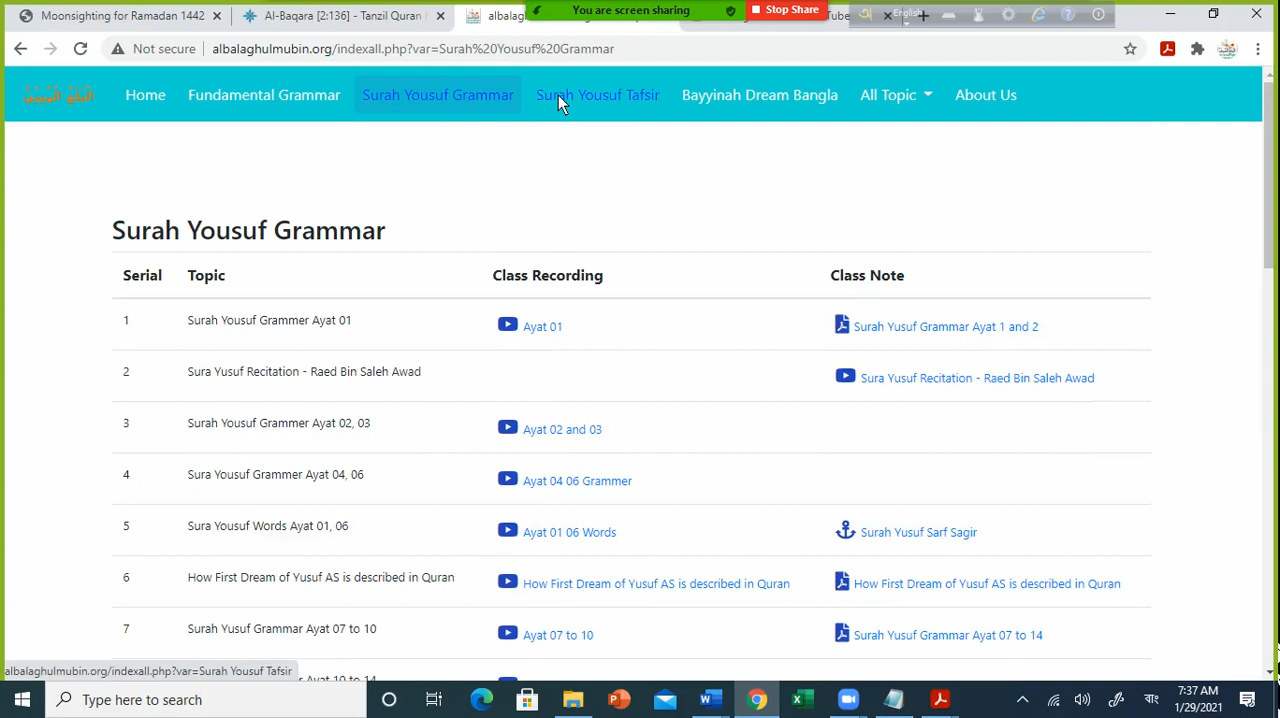 Moonsighting for Ramadan 1442
Al-Baqara [2:136] - Tanzil Quran
albalag
You are screen sharing
Stop Share
English
Not secure albalaghulmubin.org/indexall.php?var=Surah%20Yousuf%20Grammar
Home Fundamental Grammar Surah Yousuf Grammar Surah Yousuf Tafsir Bayyinah Dream Bangla All Topic About Us
Surah Yousuf Grammar
Serial Topic Class Recording Class Note
1 Surah Yousuf Grammer Ayat 01 Ayat 01 Surah Yusuf Grammar Ayat 1 and 2
2 Sura Yusuf Recitation - Raed Bin Saleh Awad Sura Yusuf Recitation - Raed Bin Saleh Awad
3 Surah Yousuf Grammer Ayat 02, 03 Ayat 02 and 03
4 Sura Yousuf Grammer Ayat 04, 06 Ayat 04 06 Grammer
5 Sura Yousuf Words Ayat 01, 06 Ayat 01 06 Words Surah Yusuf Sarf Sagir
6 How First Dream of Yusuf AS is described in Quran How First Dream of Yusuf AS is described in Quran How First Dream of Yusuf AS is described in Quran
7 Surah Yusuf Grammar Ayat 07 to 10 Ayat 07 to 10 Surah Yusuf Grammar Ayat 07 to 14
albalaghulmubin.org/indexall.php?var=Surah Yousuf Tafsir
Type here to search
বাং
7:37 AM
1/29/2021